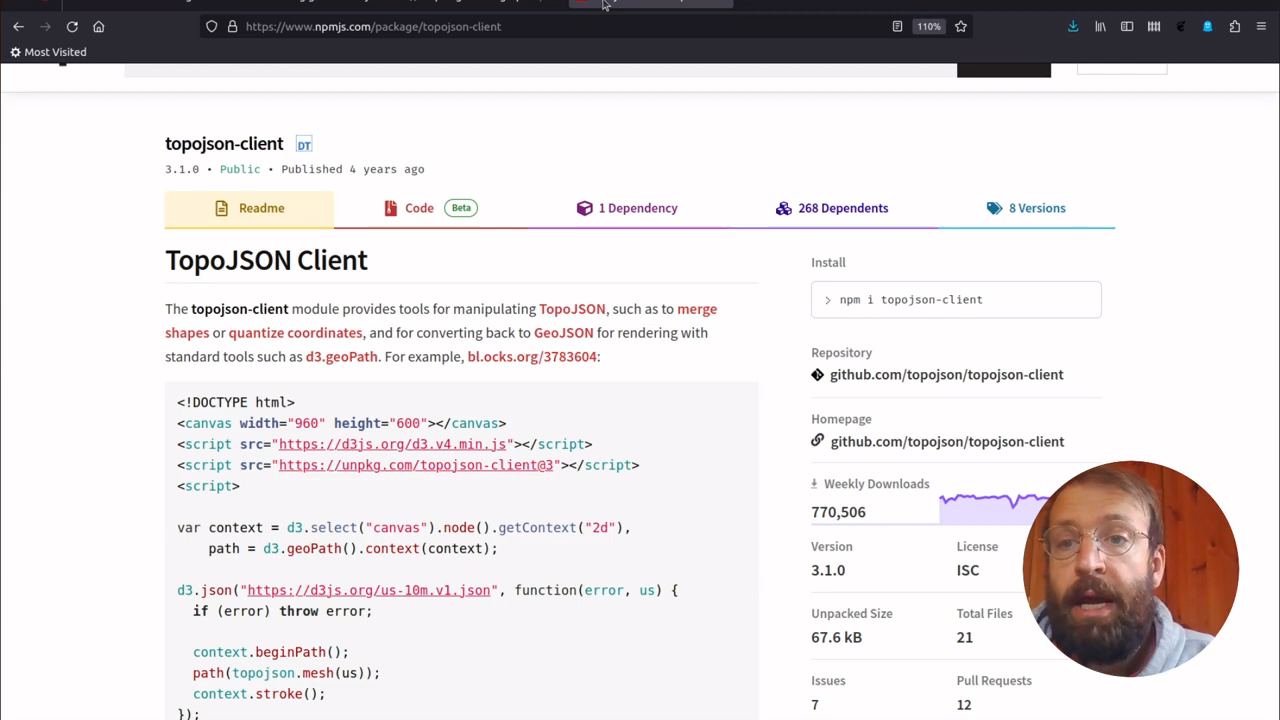 https://www.npmjs.com/package/topojson-client
110%
Most Visited
topojson-client DT
3.1.0 • Public • Published 4 years ago
Readme
Code Beta
1 Dependency
268 Dependents
8 Versions
TopoJSON Client
The topojson-client module provides tools for manipulating TopoJSON, such as to merge
shapes or quantize coordinates, and for converting back to GeoJSON for rendering with
standard tools such as d3.geoPath. For example, bl.ocks.org/3783604:
<!DOCTYPE html>
<canvas width="960" height="600"></canvas>
<script src="https://d3js.org/d3.v4.min.js"></script>
<script src="https://unpkg.com/topojson-client@3"></script>
<script>
var context = d3.select("canvas").node().getContext("2d"),
path = d3.geoPath().context(context);
d3.json("https://d3js.org/us-10m.v1.json", function(error, us) {
if (error) throw error;
context.beginPath();
path(topojson.mesh(us));
context.stroke();
});
Install
> npm i topojson-client
Repository
github.com/topojson/topojson-client
Homepage
github.com/topojson/topojson-client
Weekly Downloads
770,506
Version
License
3.1.0
ISC
Unpacked Size
Total Files
67.6 kB
21
Issues
Pull Requests
7
12